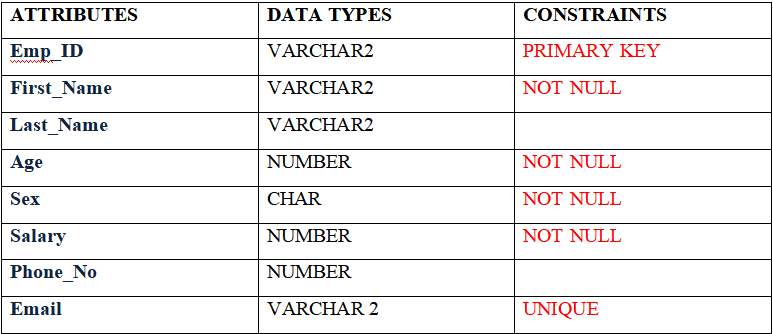 ATTRIBUTES DATA TYPES CONSTRAINTS
Emp_ID VARCHAR2 PRIMARY KEY
First_Name VARCHAR2 NOT NULL
Last_Name VARCHAR2
Age NUMBER NOT NULL
Sex CHAR NOT NULL
Salary NUMBER NOT NULL
Phone_No NUMBER
Email VARCHAR 2 UNIQUE